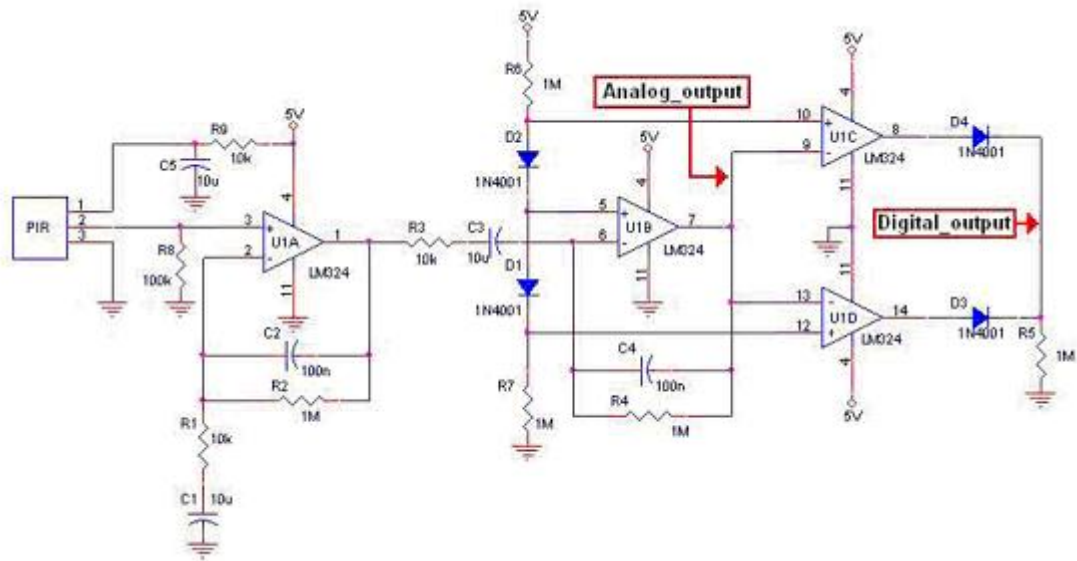 5V
5V
R6
1M
Analog_output
4
10
+
U1C
8
D4
9
-
LM324
1N4001
5V
R9
10k
C5
10u
D2
1N4001
5V
4
11
Digital_output
PIR
1
2
3
4
3
+
U1A
1
2
-
LM324
11
R8
100k
R3
10k
C3
10u
5
+
U1B
7
6
-
LM324
11
D1
1N4001
11
13
-
U1D
14
D3
12
+
LM324
1N4001
4
5V
R5
1M
C2
100n
R2
1M
C4
100n
R4
1M
R7
1M
R1
10k
C1
10u